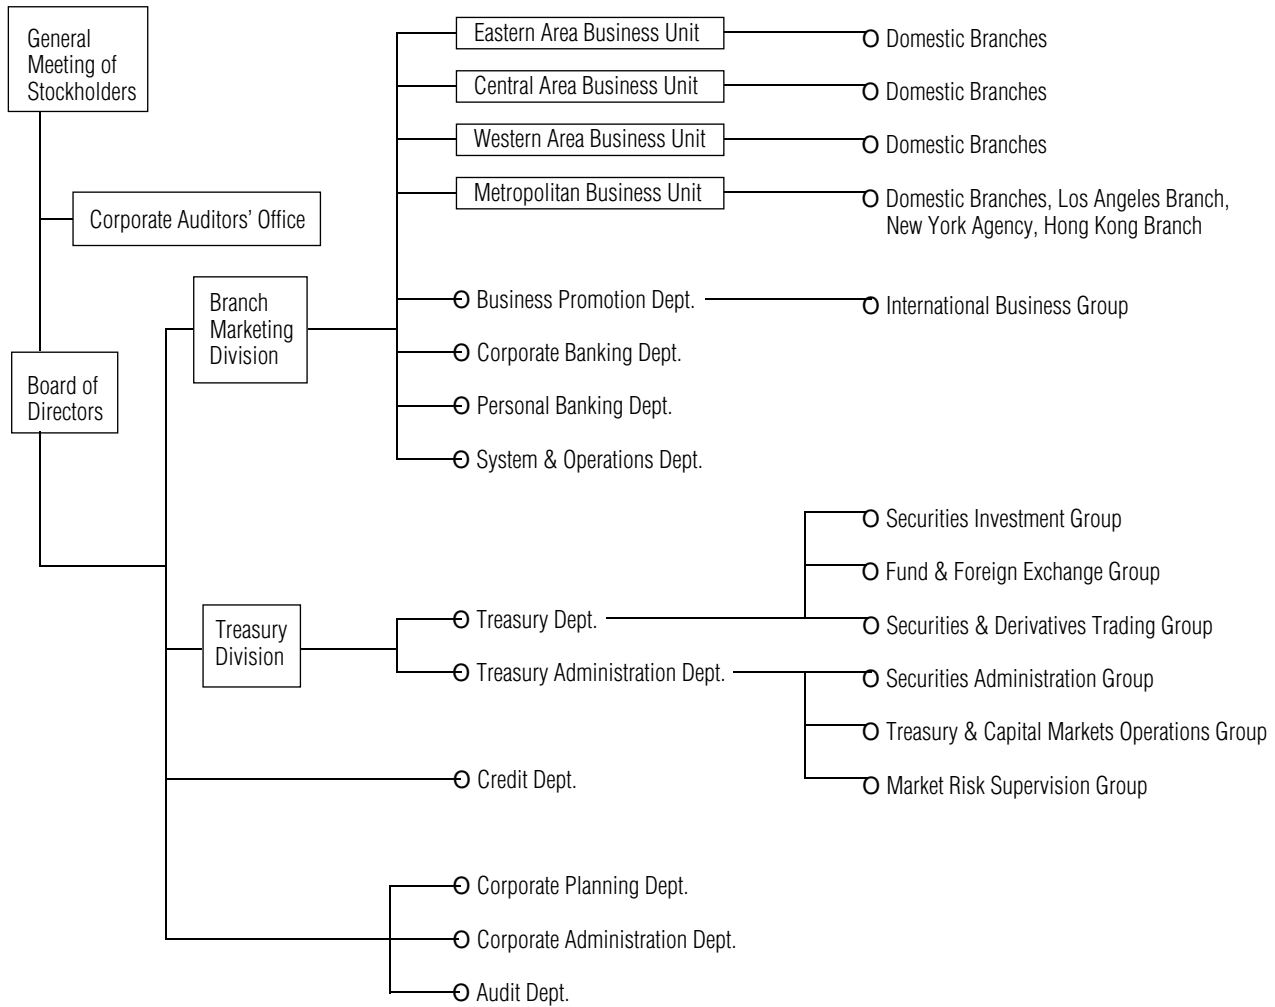 General
Meeting of
Stockholders
Corporate Auditors’ Office
Board of
Directors
Branch
Marketing
Division
Eastern Area Business Unit
O Domestic Branches
Central Area Business Unit
O Domestic Branches
Western Area Business Unit
O Domestic Branches
Metropolitan Business Unit
O Domestic Branches, Los Angeles Branch,
New York Agency, Hong Kong Branch
O Business Promotion Dept.
O International Business Group
O Corporate Banking Dept.
O Personal Banking Dept.
O System & Operations Dept.
Treasury
Division
O Treasury Dept.
O Securities Investment Group
O Fund & Foreign Exchange Group
O Securities & Derivatives Trading Group
O Treasury Administration Dept.
O Securities Administration Group
O Treasury & Capital Markets Operations Group
O Market Risk Supervision Group
O Credit Dept.
O Corporate Planning Dept.
O Corporate Administration Dept.
O Audit Dept.